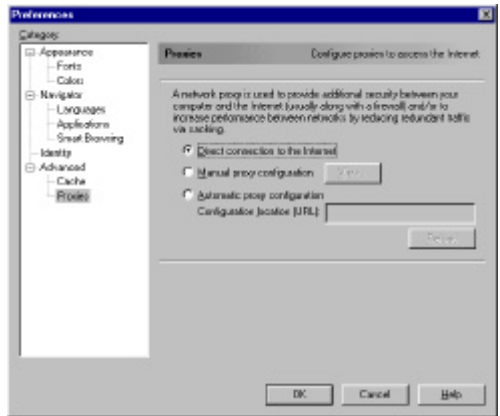 Preferences
Category:
Appearance
Fonts
Colors
Navigator
Languages
Applications
Smart Browsing
Identity
Advanced
Cache
Proxies
Proxies
Configure proxies to access the Internet
A network proxy is used to provide additional security between your
computer and the Internet (usually along with a firewall) and/or to
increase performance between networks by reducing redundant traffic
via caching.
Direct connection to the Internet
Manual proxy configuration
View...
Automatic proxy configuration
Configuration location (URL):
Reload
OK
Cancel
Help